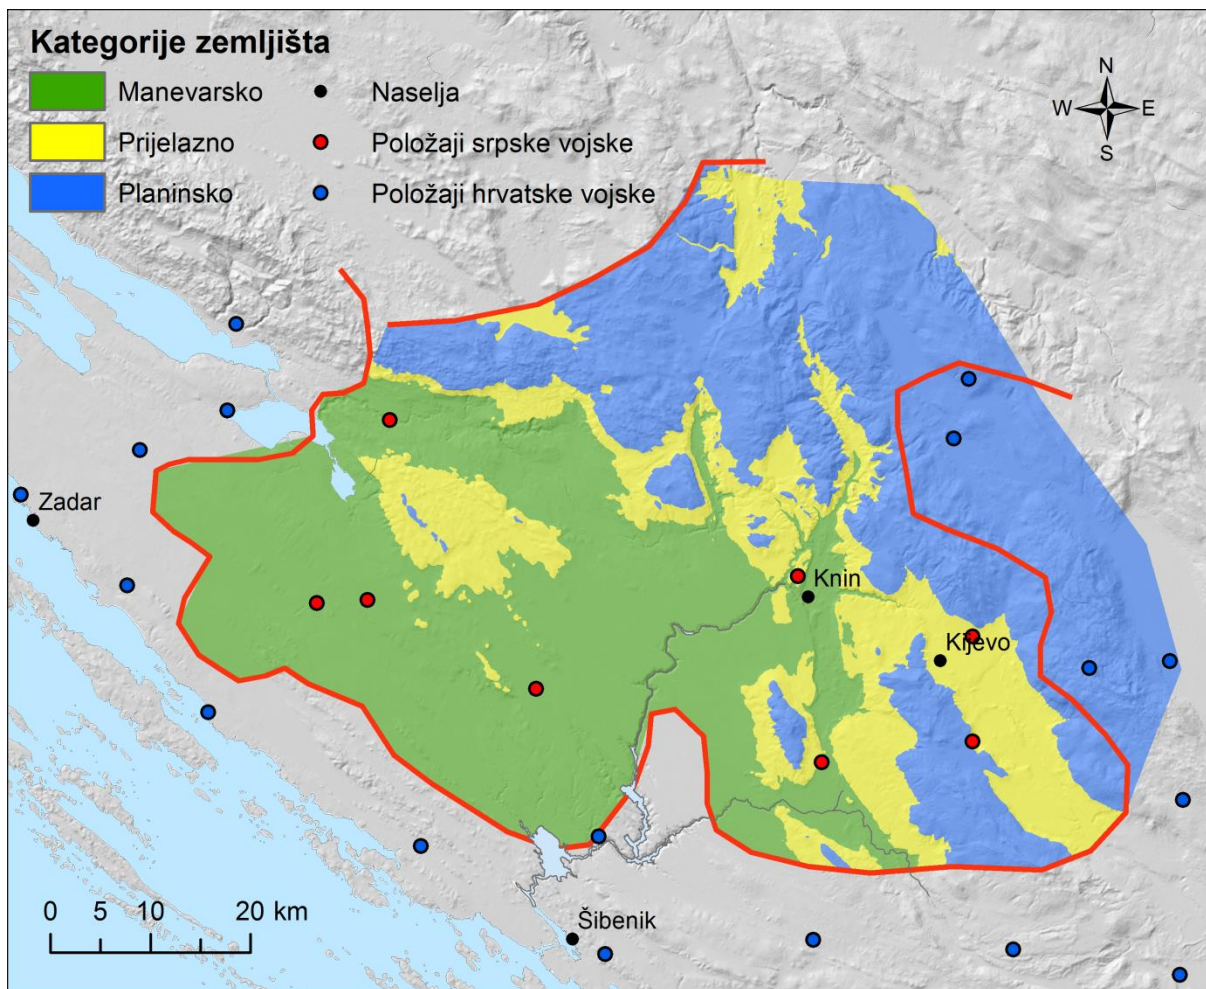 Kategorije zemljišta
Manevarsko
Naselja
Prijelazno
Položaji srpske vojske
Planinsko
Položaji hrvatske vojske
N
W E
S
Zadar
Knin
Kijevo
0 5 10 20 km
Šibenik